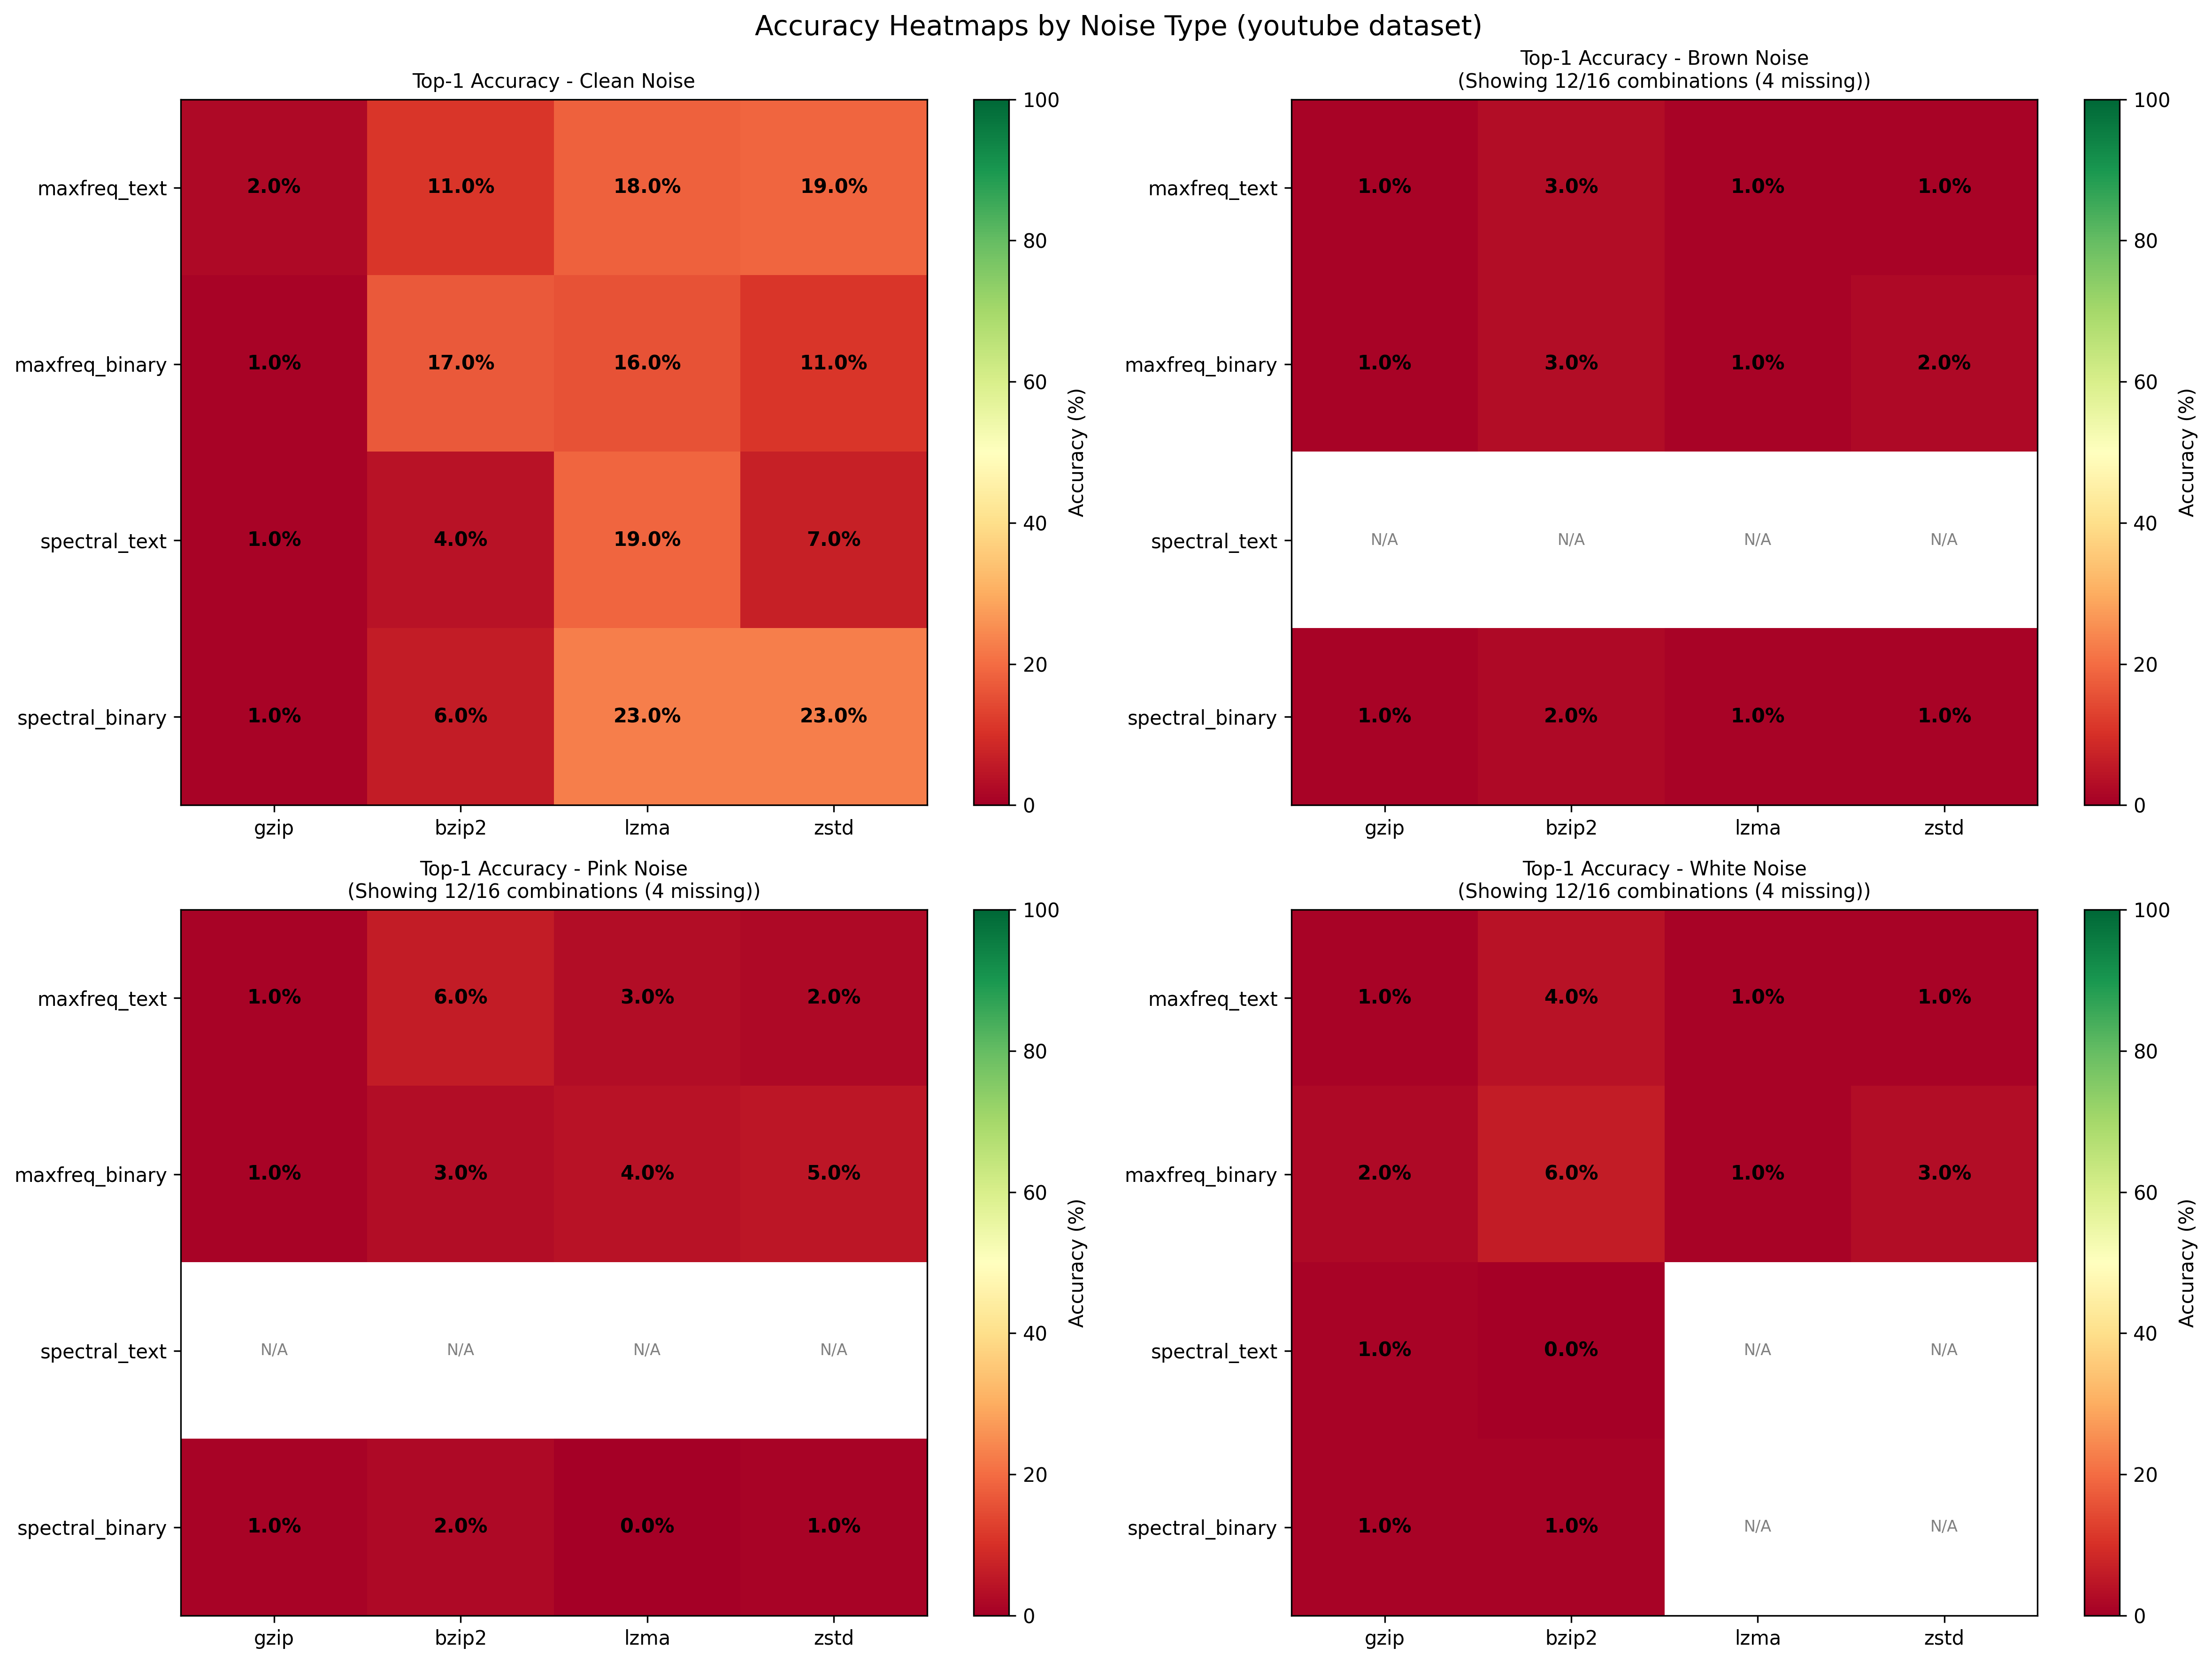 Accuracy Heatmaps by Noise Type (youtube dataset)
Top-1 Accuracy - Clean Noise
maxfreq_text 2.0% 11.0% 18.0% 19.0%
maxfreq_binary 1.0% 17.0% 16.0% 11.0%
spectral_text 1.0% 4.0% 19.0% 7.0%
spectral_binary 1.0% 6.0% 23.0% 23.0%
gzip bzip2 lzma zstd
100
80
60
40
20
0
Accuracy (%)
Top-1 Accuracy - Brown Noise
(Showing 12/16 combinations (4 missing))
maxfreq_text 1.0% 3.0% 1.0% 1.0%
maxfreq_binary 1.0% 3.0% 1.0% 2.0%
spectral_text N/A N/A N/A N/A
spectral_binary 1.0% 2.0% 1.0% 1.0%
gzip bzip2 lzma zstd
100
80
60
40
20
0
Accuracy (%)
Top-1 Accuracy - Pink Noise
(Showing 12/16 combinations (4 missing))
maxfreq_text 1.0% 6.0% 3.0% 2.0%
maxfreq_binary 1.0% 3.0% 4.0% 5.0%
spectral_text N/A N/A N/A N/A
spectral_binary 1.0% 2.0% 0.0% 1.0%
gzip bzip2 lzma zstd
100
80
60
40
20
0
Accuracy (%)
Top-1 Accuracy - White Noise
(Showing 12/16 combinations (4 missing))
maxfreq_text 1.0% 4.0% 1.0% 1.0%
maxfreq_binary 2.0% 6.0% 1.0% 3.0%
spectral_text 1.0% 0.0% N/A N/A
spectral_binary 1.0% 1.0% N/A N/A
gzip bzip2 lzma zstd
100
80
60
40
20
0
Accuracy (%)